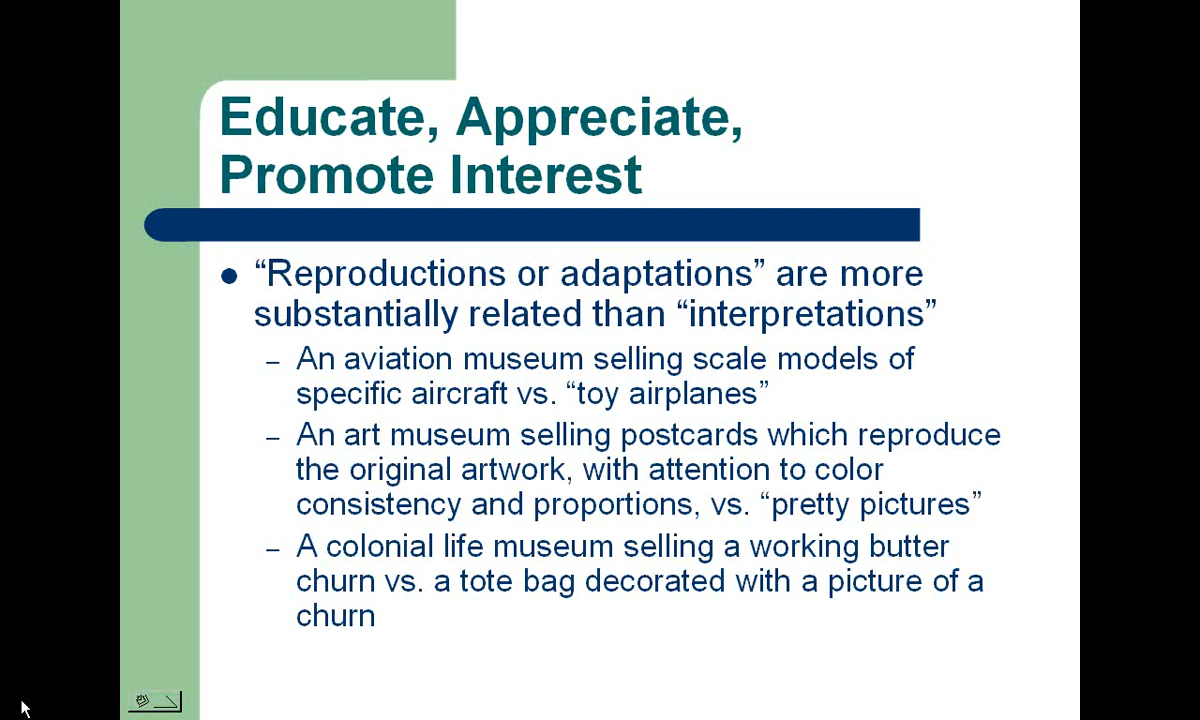 Educate, Appreciate,
Promote Interest
● “Reproductions or adaptations” are more
substantially related than “interpretations”
– An aviation museum selling scale models of
specific aircraft vs. “toy airplanes”
– An art museum selling postcards which reproduce
the original artwork, with attention to color
consistency and proportions, vs. “pretty pictures”
– A colonial life museum selling a working butter
churn vs. a tote bag decorated with a picture of a
churn